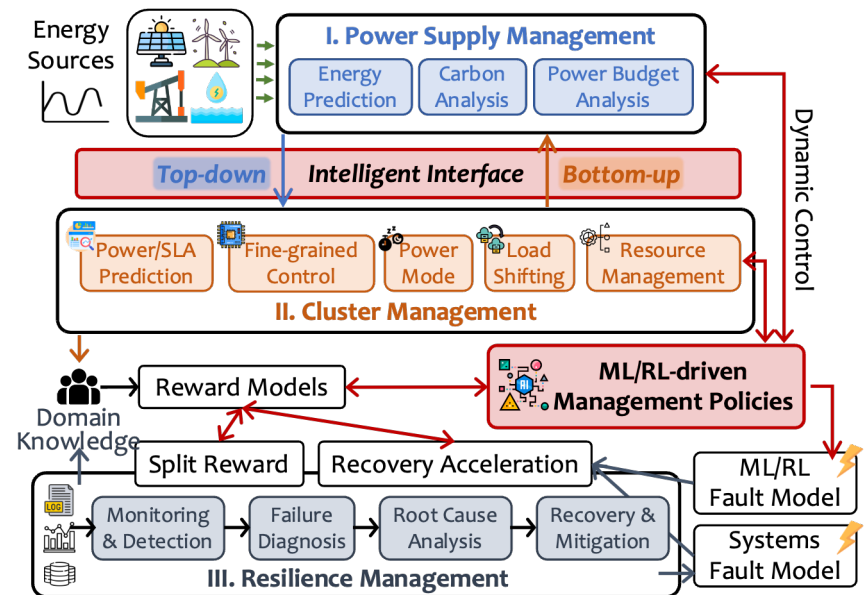 Energy
Sources
I. Power Supply Management
Energy
Prediction
Carbon
Analysis
Power Budget
Analysis
Dynamic Control
Top-down
Intelligent Interface
Bottom-up
Power/SLA
Prediction
Fine-grained
Control
zz
z
Power
Mode
Load
Shifting
Resource
Management
II. Cluster Management
Domain
Knowledge
Reward Models
AI
ML/RL-driven
Management Policies
Split Reward
Recovery Acceleration
ML/RL
Fault Model
Systems
Fault Model
LOG
Monitoring
& Detection
Failure
Diagnosis
Root Cause
Analysis
Recovery &
Mitigation
III. Resilience Management